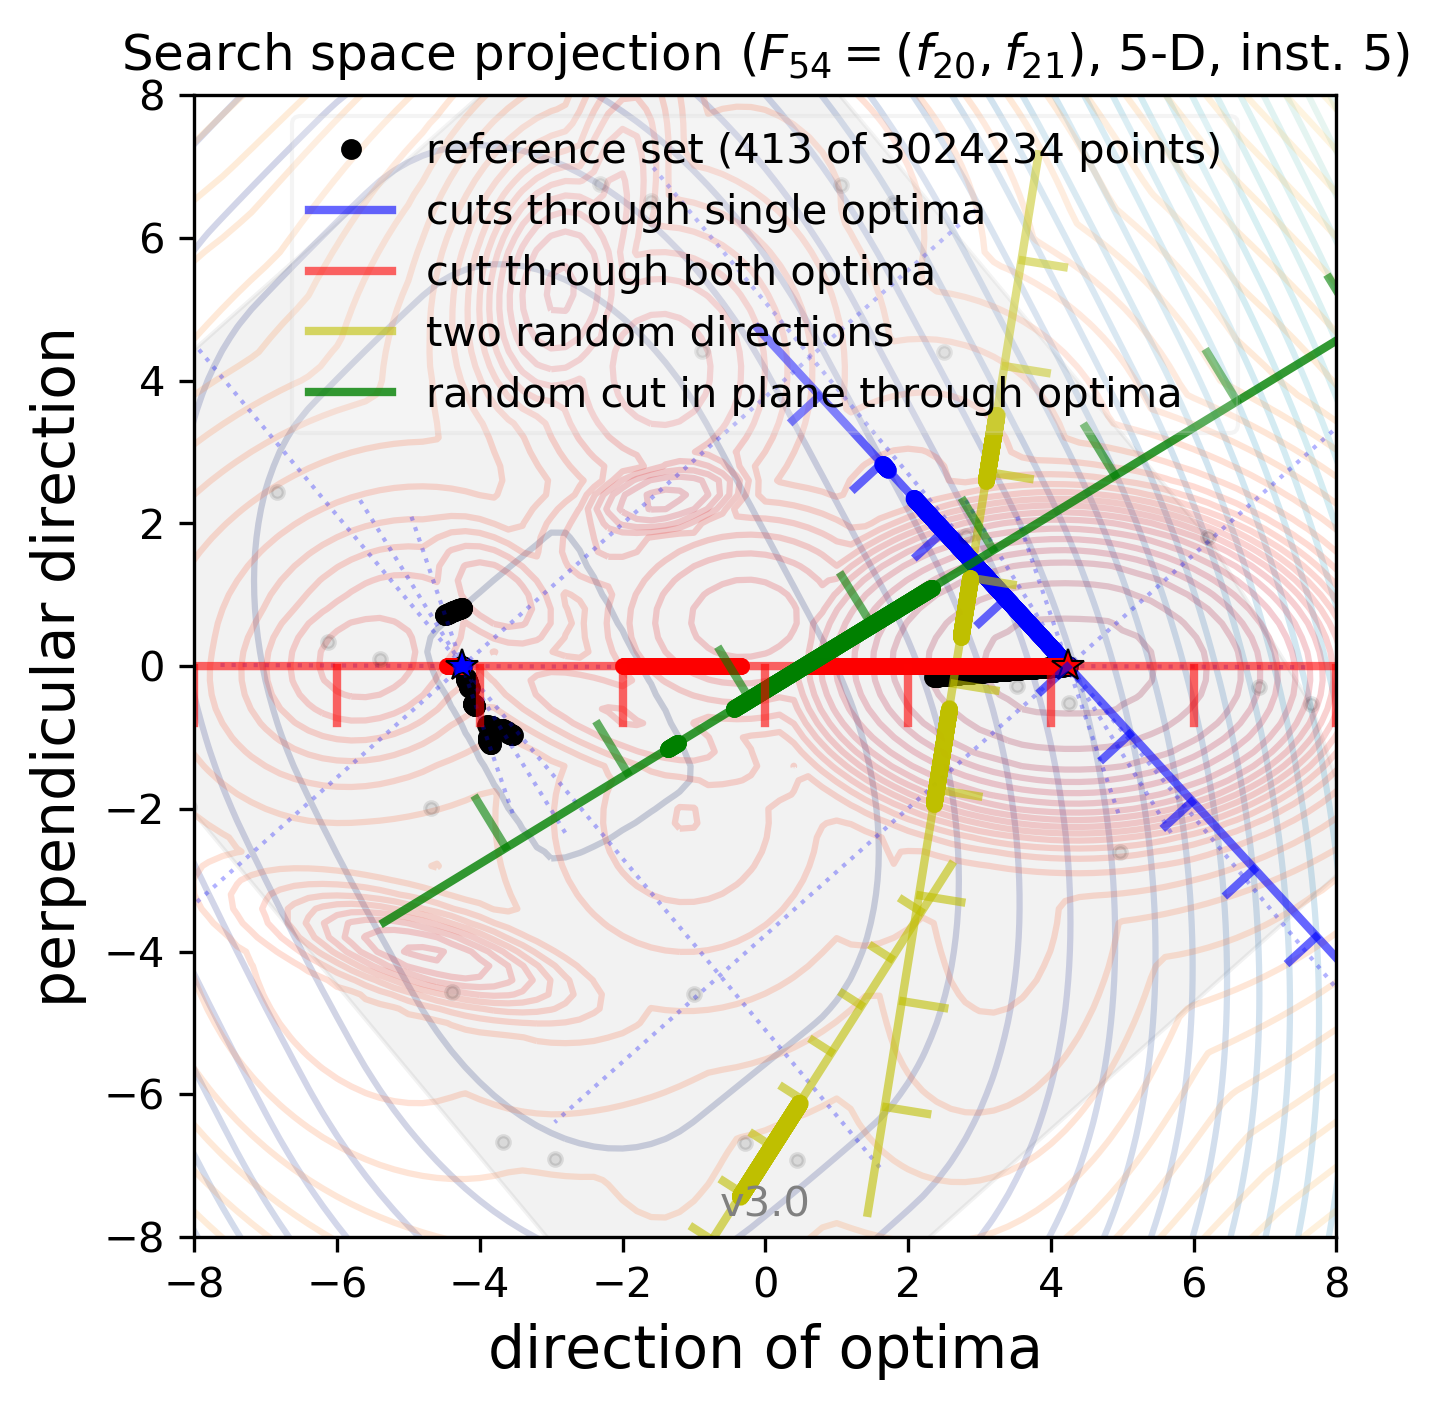 Search space projection (F₅₄ = (f₂₀, f₂₁), 5-D, inst. 5)
reference set (413 of 3024234 points)
cuts through single optima
cut through both optima
two random directions
random cut in plane through optima
perpendicular direction
8
6
4
2
0
−2
−4
−6
−8
v3.0
−8 −6 −4 −2 0 2 4 6 8
direction of optima